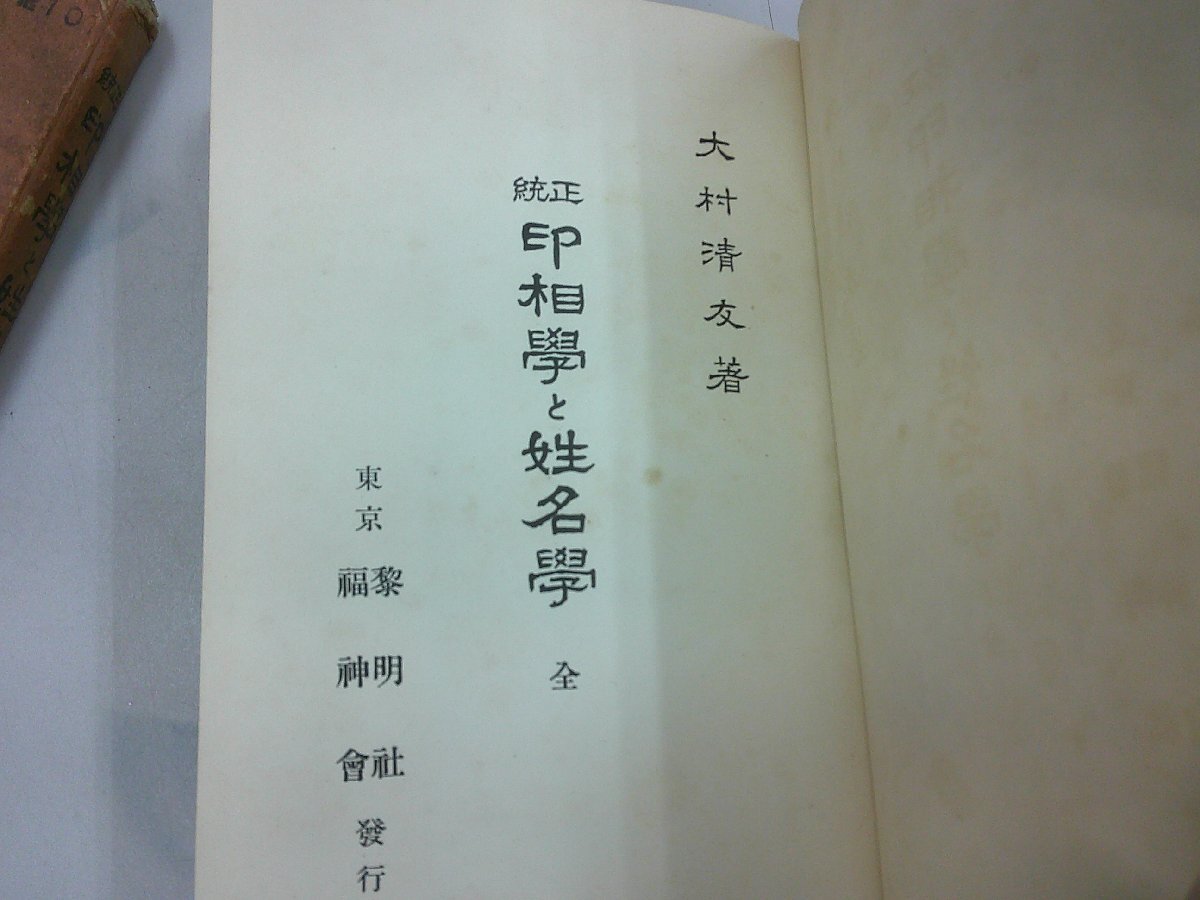 大村清友著
正統 印相學と姓名學 全
東京 黎明社 福神會 發行